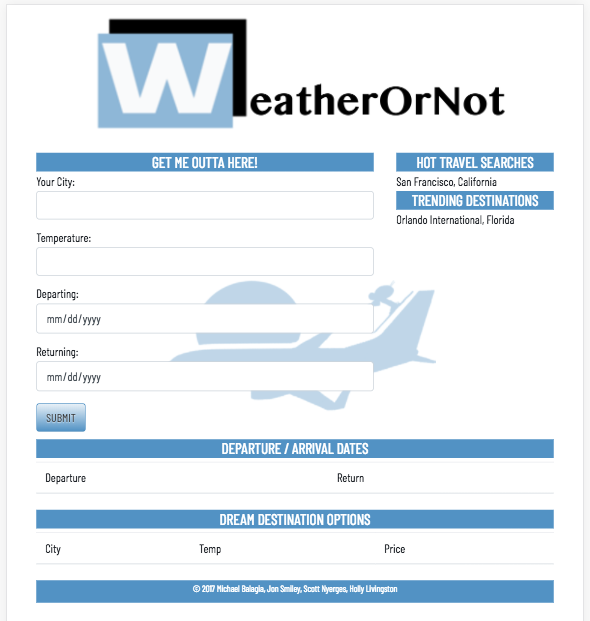 WeatherOrNot
GET ME OUTTA HERE!
Your City:
Temperature:
Departing:
mm/dd/yyyy
Returning:
mm/dd/yyyy
SUBMIT
HOT TRAVEL SEARCHES
San Francisco, California
TRENDING DESTINATIONS
Orlando International, Florida
DEPARTURE / ARRIVAL DATES
Departure Return
DREAM DESTINATION OPTIONS
City Temp Price
© 2017 Michael Balagia, Jon Smiley, Scott Nyerges, Holly Livingston